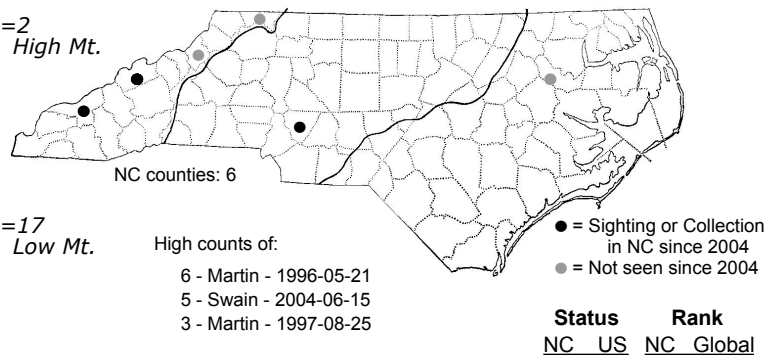 =2
High Mt.
NC counties: 6
=17
Low Mt.
High counts of:
6 - Martin - 1996-05-21
5 - Swain - 2004-06-15
3 - Martin - 1997-08-25
= Sighting or Collection
in NC since 2004
= Not seen since 2004
Status Rank
NC US NC Global